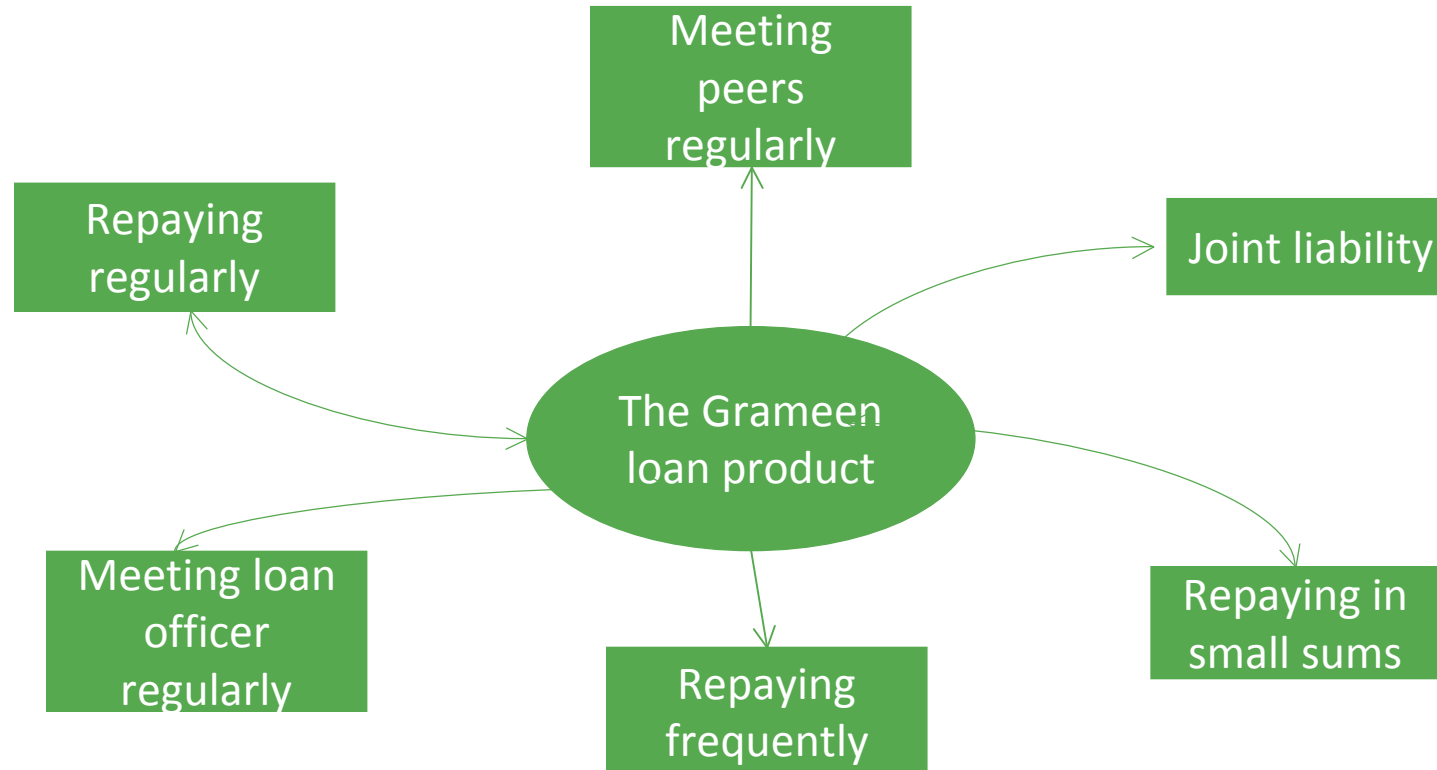 Meeting
peers
regularly
Repaying
regularly
Joint liability
The Grameen
loan product
Meeting loan
officer
regularly
Repaying in
small sums
Repaying
frequently